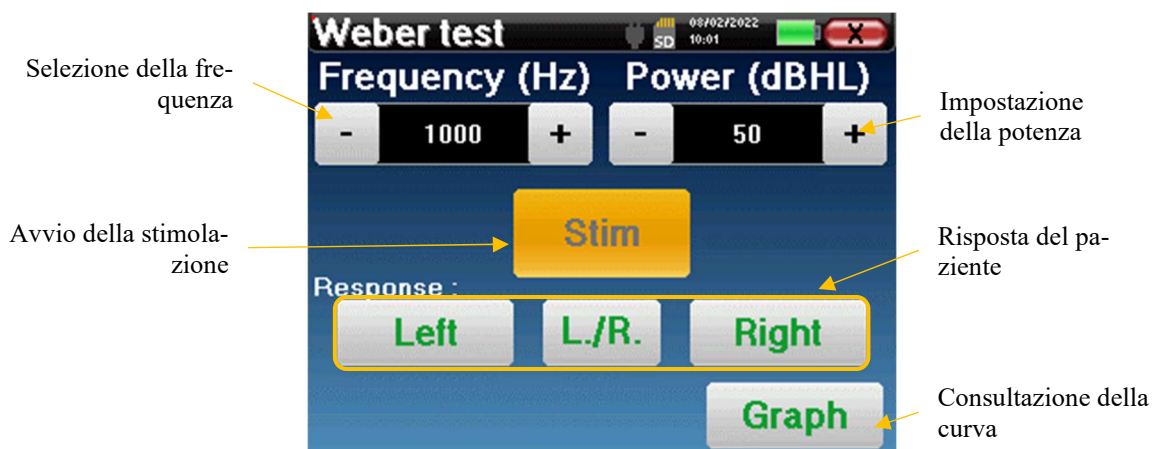 Weber test
SD
08/02/2022
10:01
X
Selezione della fre-
quenza
Frequency (Hz)
Power (dBHL)
- 1000 +
- 50 +
Impostazione
della potenza
Avvio della stimola-
zione
Stim
Risposta del pa-
ziente
Response :
Left
L./R.
Right
Graph
Consultazione della
curva